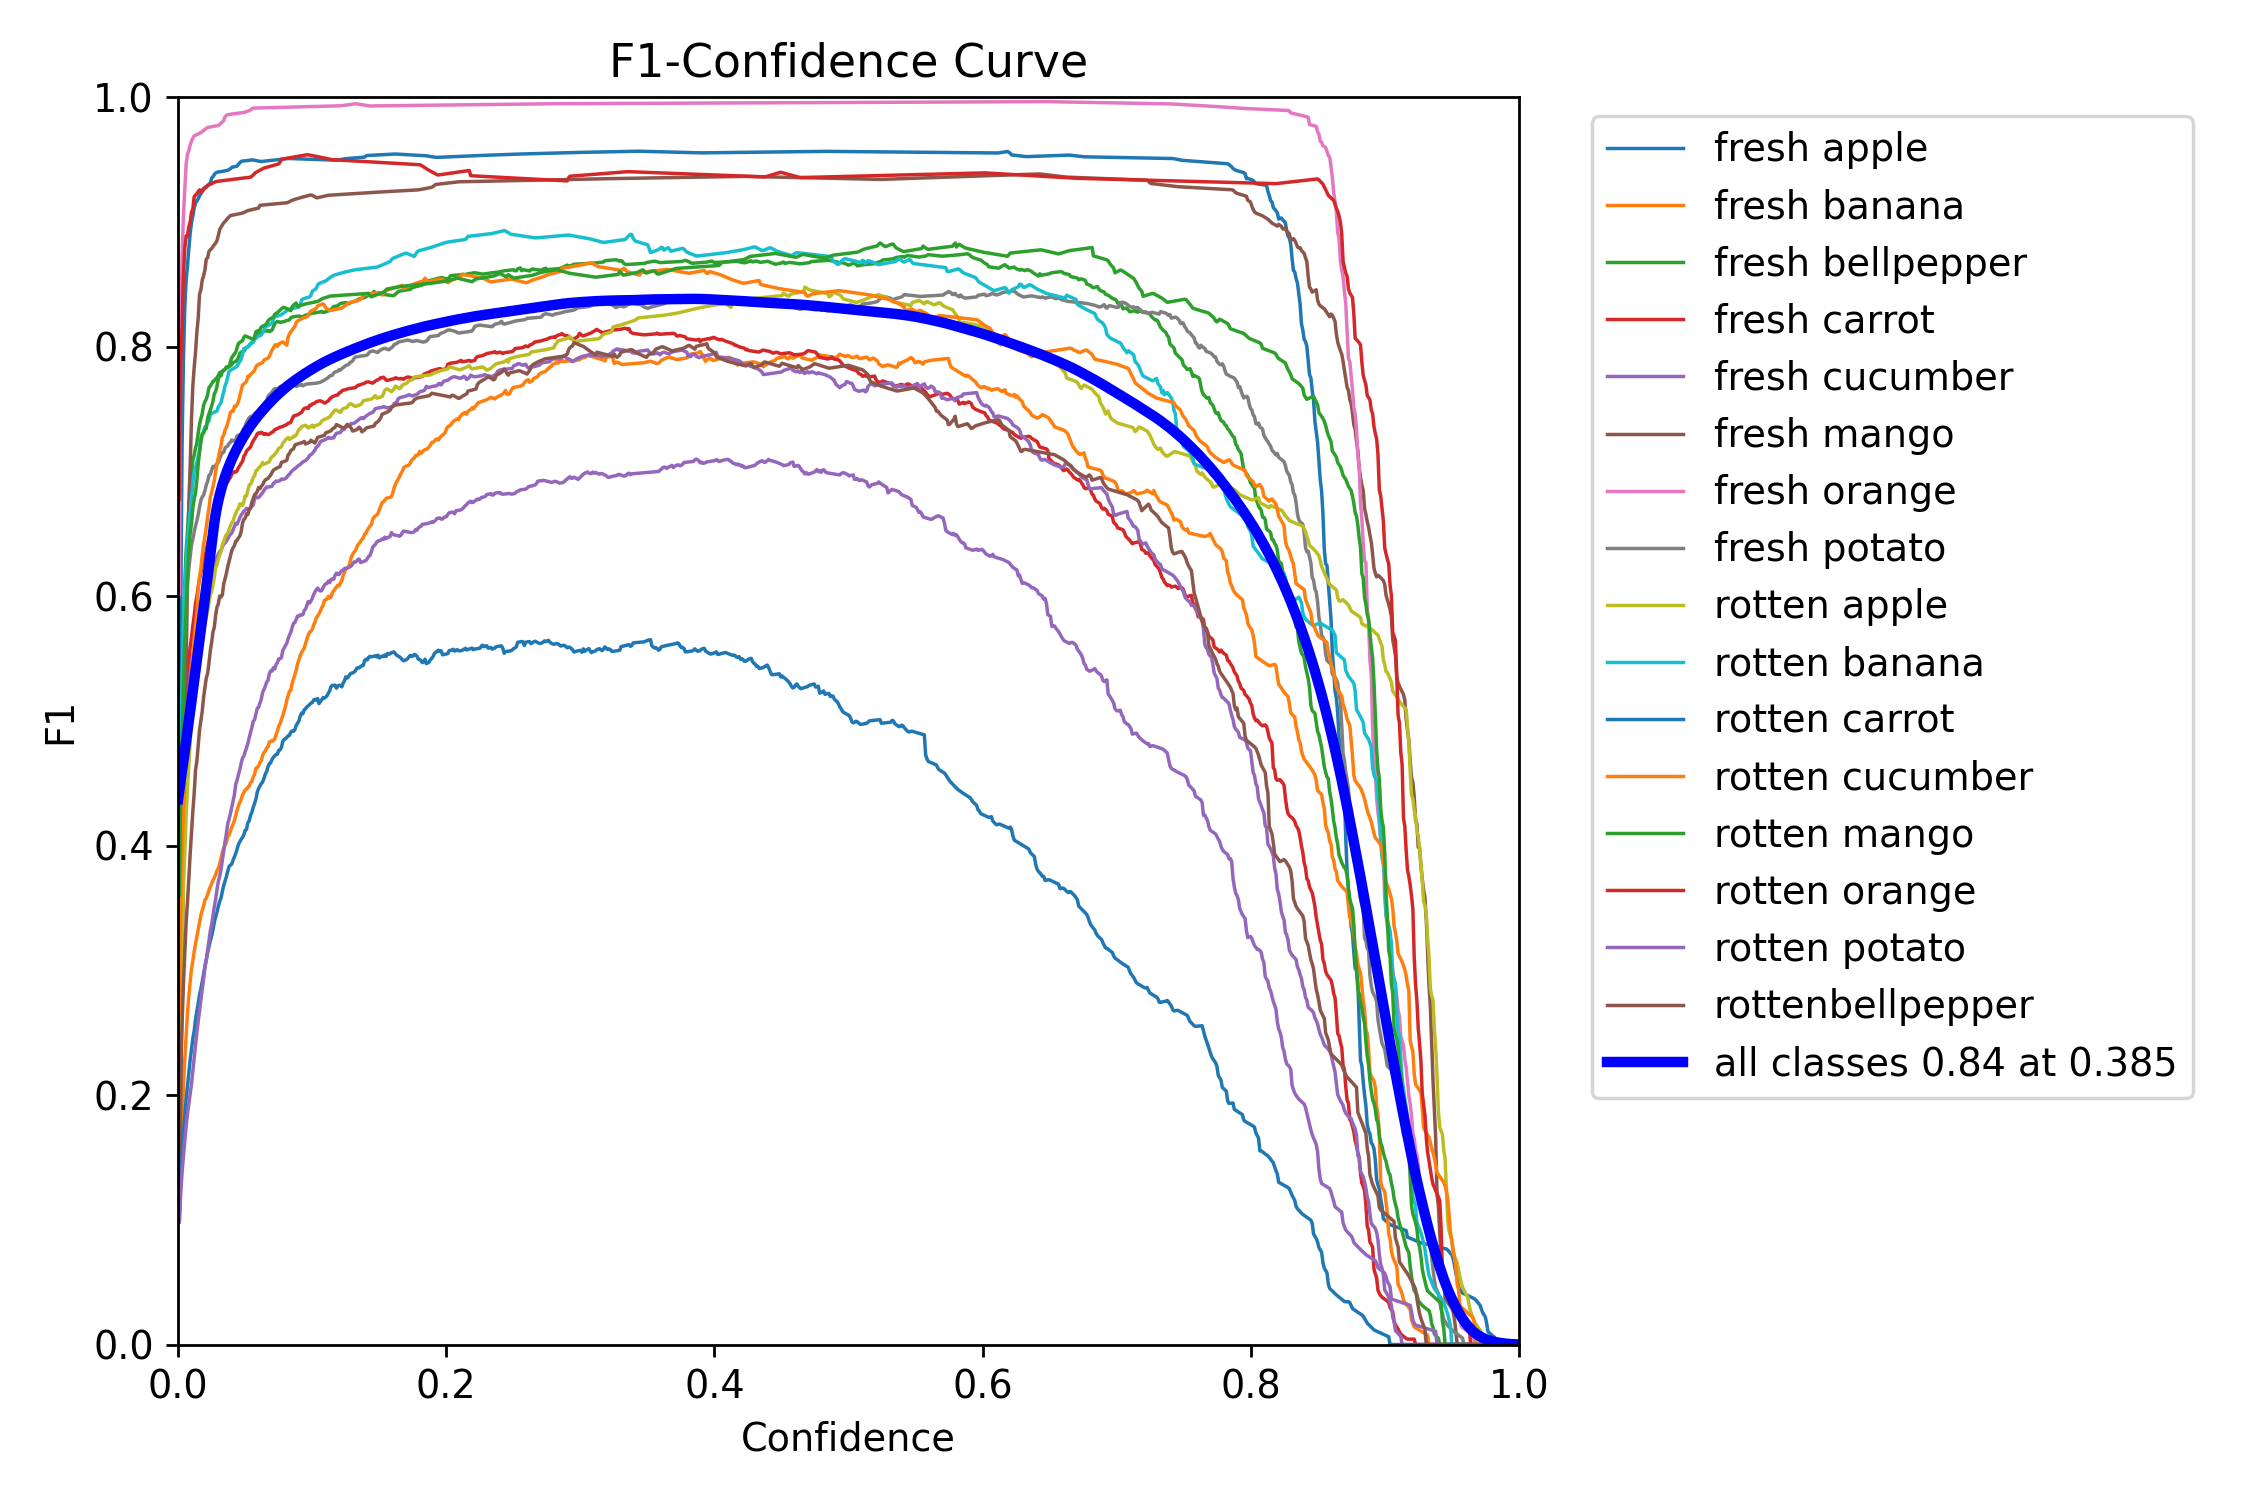 F1-Confidence Curve
1.0
0.8
0.6
0.4
0.2
0.0
F1
0.0 0.2 0.4 0.6 0.8 1.0
Confidence
fresh apple
fresh banana
fresh bellpepper
fresh carrot
fresh cucumber
fresh mango
fresh orange
fresh potato
rotten apple
rotten banana
rotten carrot
rotten cucumber
rotten mango
rotten orange
rotten potato
rottenbellpepper
all classes 0.84 at 0.385